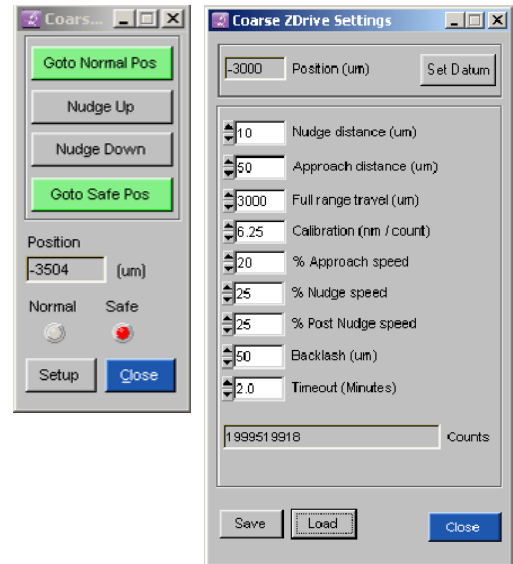 Coars...
Goto Normal Pos
Nudge Up
Nudge Down
Goto Safe Pos
Position
-3504 (um)
Normal Safe
Setup Close
Coarse ZDrive Settings
-3000 Position (um) Set Datum
10 Nudge distance (um)
50 Approach distance (um)
3000 Full range travel (um)
6.25 Calibration (nm / count)
20 % Approach speed
25 % Nudge speed
25 % Post Nudge speed
50 Backlash (um)
2.0 Timeout (Minutes)
1999519918 Counts
Save Load Close